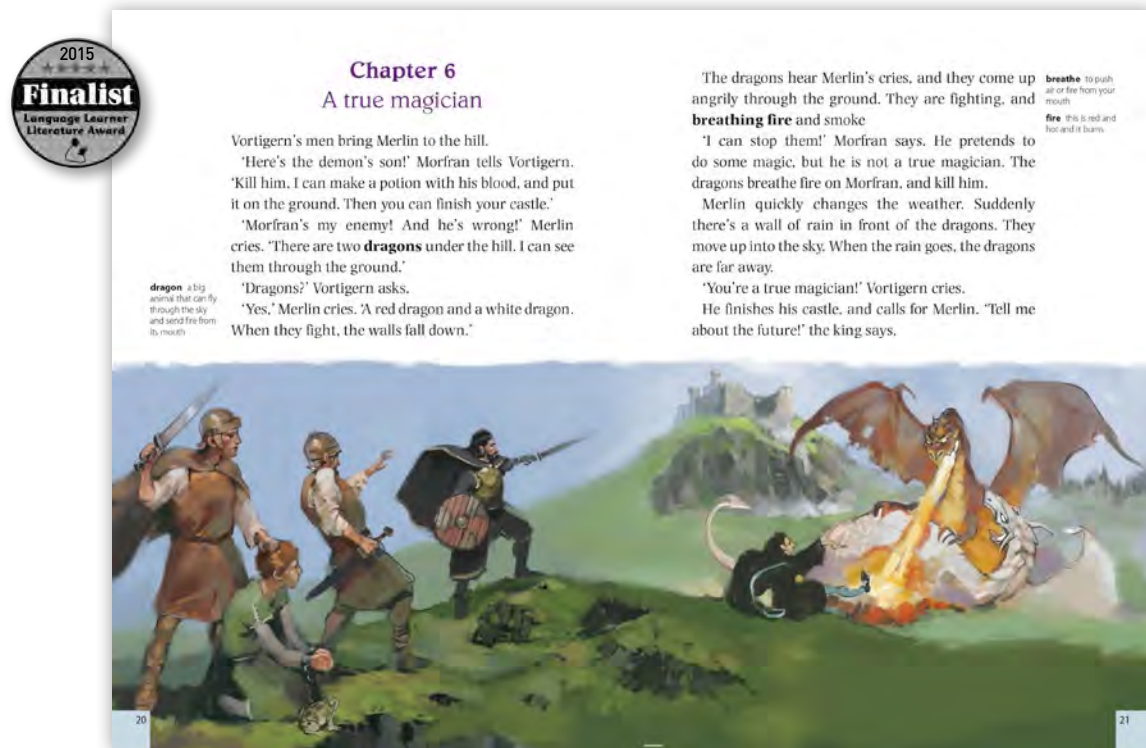 2015
Finalist
Language Learner
Literature Award
Chapter 6
A true magician
Vortigern's men bring Merlin to the hill.
'Here's the demon's son!' Morfran tells Vortigern.
'Kill him, I can make a potion with his blood, and put
it on the ground. Then you can finish your castle.'
'Morfran's my enemy! And he's wrong!' Merlin
cries. 'There are two dragons under the hill. I can see
them through the ground.'
'Dragons?' Vortigern asks.
'Yes,' Merlin cries. 'A red dragon and a white dragon.
When they fight, the walls fall down.'
dragon a big
animal that can fly
through the sky
and send fire from
its mouth
20
The dragons hear Merlin's cries, and they come up
angrily through the ground. They are fighting, and
breathing fire and smoke
'I can stop them!' Morfran says. He pretends to
do some magic, but he is not a true magician. The
dragons breathe fire on Morfran, and kill him.
Merlin quickly changes the weather. Suddenly
there's a wall of rain in front of the dragons. They
move up into the sky. When the rain goes, the dragons
are far away.
'You're a true magician!' Vortigern cries.
He finishes his castle, and calls for Merlin. 'Tell me
about the future!' the king says.
breathe to push
air or fire from your
mouth
fire this is red and
hot and it burns
21